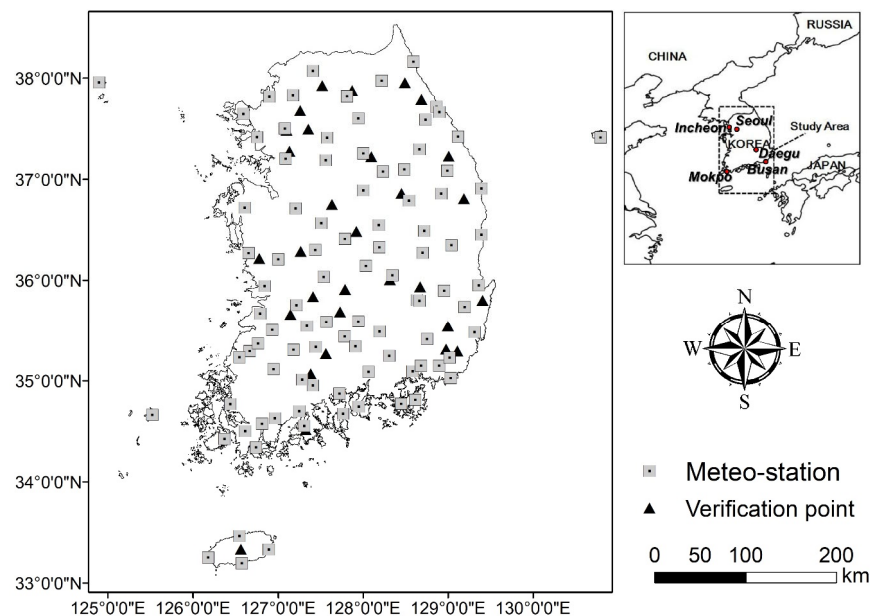 38°0'0"N
37°0'0"N
36°0'0"N
35°0'0"N
34°0'0"N
33°0'0"N
125°0'0"E 126°0'0"E 127°0'0"E 128°0'0"E 129°0'0"E 130°0'0"E
RUSSIA
CHINA
Seoul
Incheon
Study Area
KOREA
Daegu
JAPAN
Busan
Mokpo
N
W E
S
Meteo-station
Verification point
0 50 100 200
km